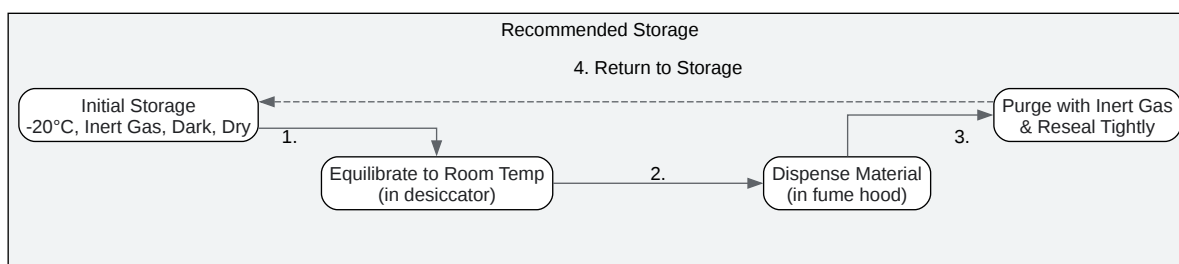 Recommended Storage
4. Return to Storage
Initial Storage
-20°C, Inert Gas, Dark, Dry
Purge with Inert Gas
& Reseal Tightly
1.
3.
Equilibrate to Room Temp
(in desiccator)
2.
Dispense Material
(in fume hood)